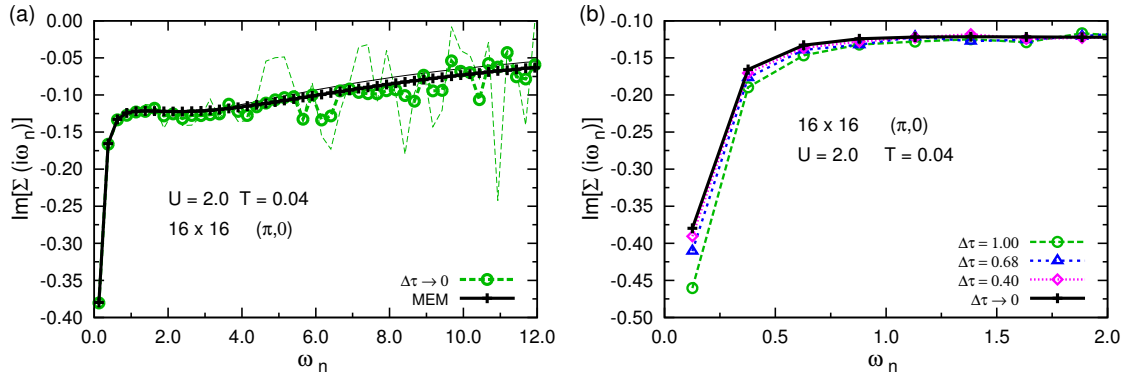 (a)
0.00
-0.05
-0.10
-0.15
-0.20
-0.25
-0.30
-0.35
-0.40
Im[Σ (iω_n)]
U = 2.0 T = 0.04
16 x 16 (π,0)
Δτ → 0
MEM
0.0 2.0 4.0 6.0 8.0 10.0 12.0
ω_n
(b)
-0.10
-0.15
-0.20
-0.25
-0.30
-0.35
-0.40
-0.45
-0.50
Im[Σ (iω_n)]
16 x 16 (π,0)
U = 2.0 T = 0.04
Δτ = 1.00
Δτ = 0.68
Δτ = 0.40
Δτ → 0
0.0 0.5 1.0 1.5 2.0
ω_n